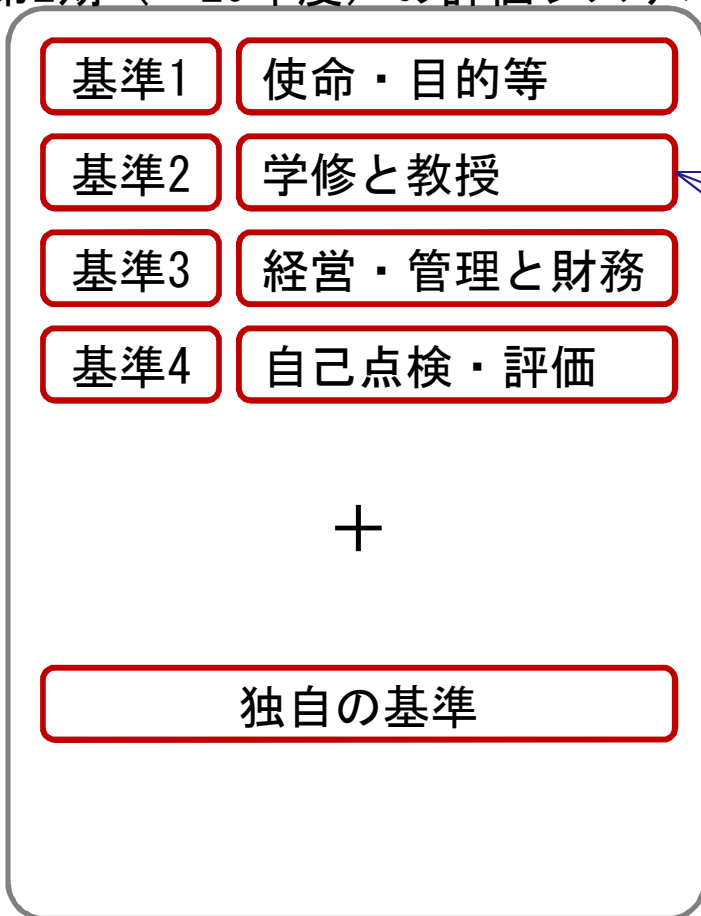 基準1 使命・目的等
基準2 学修と教授
基準3 経営・管理と財務
基準4 自己点検・評価
＋
独自の基準